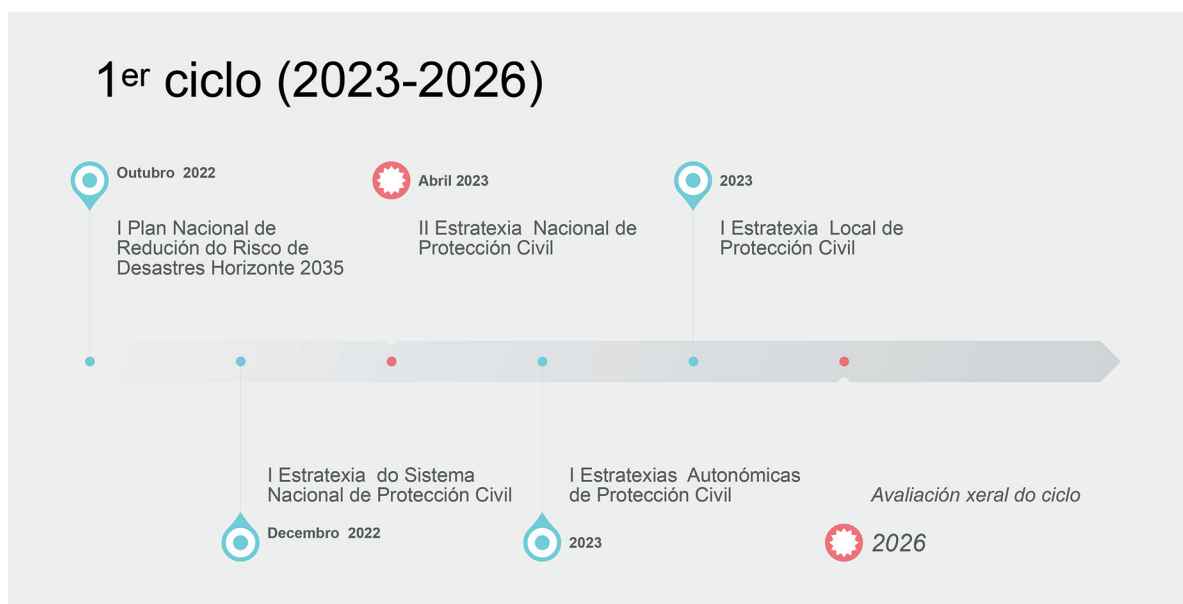 1er ciclo (2023-2026)
Outubro 2022
I Plan Nacional de
Redución do Risco de
Desastres Horizonte 2035
Abril 2023
II Estratexia Nacional de
Protección Civil
2023
I Estratexia Local de
Protección Civil
I Estratexia do Sistema
Nacional de Protección Civil
Decembro 2022
I Estratexias Autonómicas
de Protección Civil
2023
Avaliación xeral do ciclo
2026